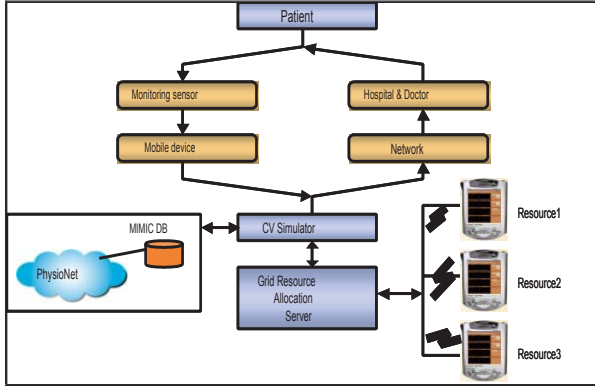 Patient
Monitoring sensor
Hospital & Doctor
Mobile device
Network
MIMIC DB
PhysioNet
CV Simulator
Grid Resource
Allocation
Server
Resource1
Resource2
Resource3